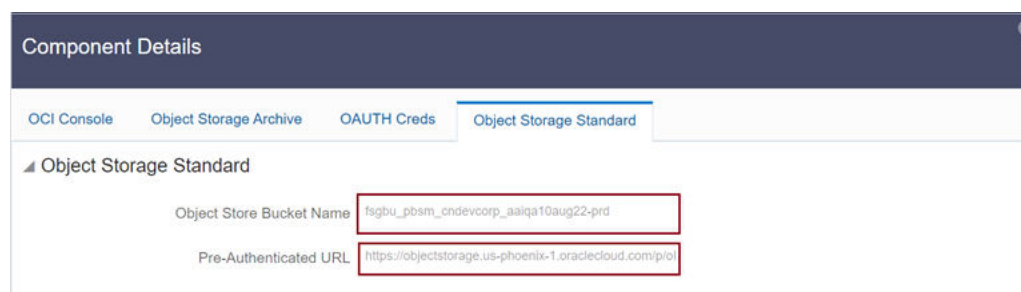 Component Details
OCI Console Object Storage Archive OAUTH Creds Object Storage Standard
Object Storage Standard
Object Store Bucket Name fsgbu_pbsm_cndevcorp_aaiqa10aug22-prd
Pre-Authenticated URL https://objectstorage.us-phoenix-1.oraclecloud.com/p/ol